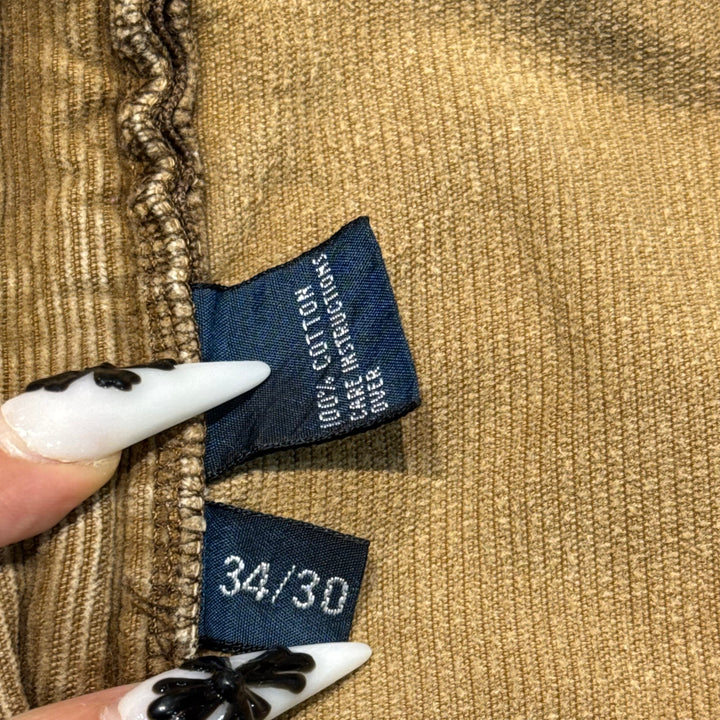 100% COTTON
CARE INSTRUCTIONS
OVER
34/30